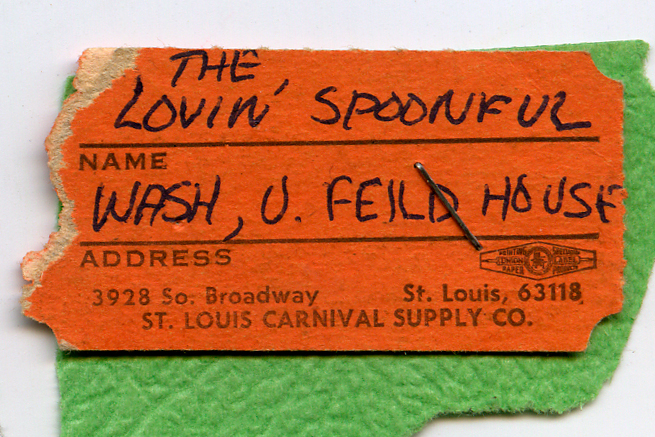 THE
LOVIN' SPOONFUL
NAME
WASH, U. FEILD HOUSE
ADDRESS
3928 So. Broadway St. Louis, 63118
ST. LOUIS CARNIVAL SUPPLY CO.